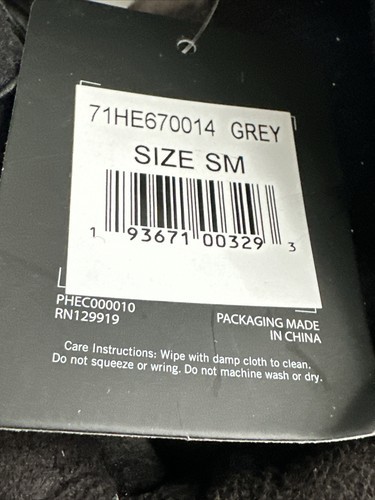 71HE670014 GREY
SIZE SM
1 93671 00329 3
PHEC000010
RN129919
PACKAGING MADE
IN CHINA
Care Instructions: Wipe with damp cloth to clean.
Do not squeeze or wring. Do not machine wash or dry.